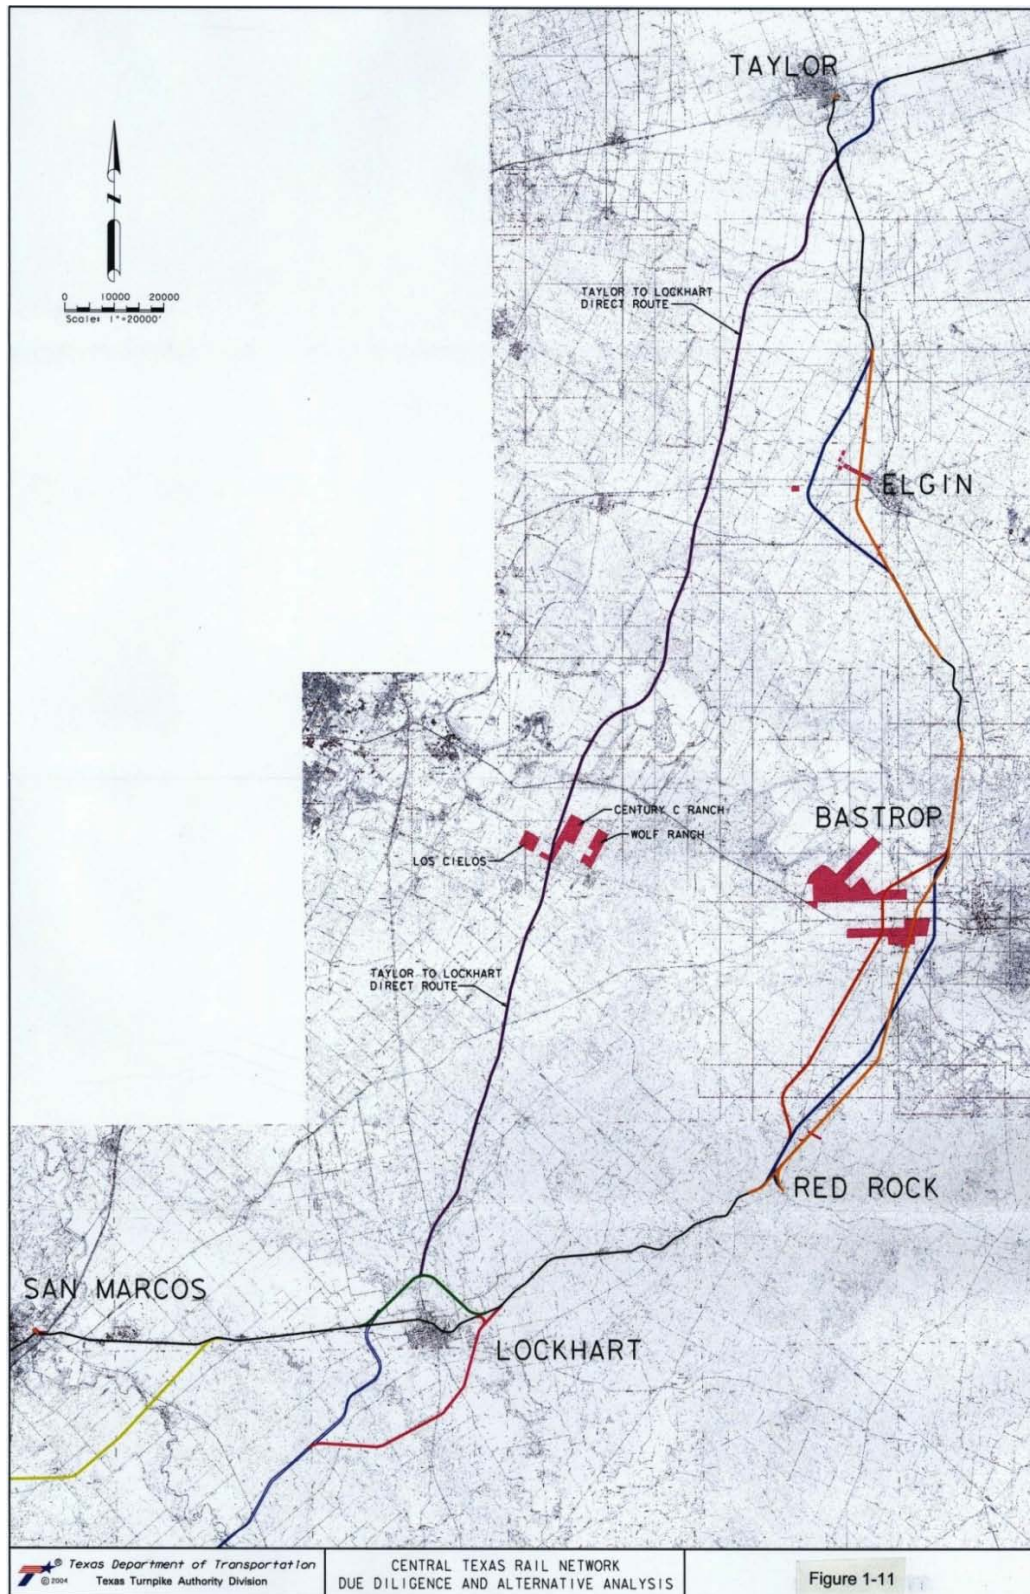 TAYLOR
N
0 10000 20000
Scale: 1"=20000'
TAYLOR TO LOCKHART
DIRECT ROUTE
ELGIN
BASTROP
CENTURY C RANCH
WOLF RANGH
LOS CIELOS
TAYLOR TO LOCKHART
DIRECT ROUTE
RED ROCK
SAN MARCOS
LOCKHART
® Texas Department of Transportation
© 2004 Texas Turnpike Authority Division
CENTRAL TEXAS RAIL NETWORK
DUE DILIGENCE AND ALTERNATIVE ANALYSIS
Figure 1-11